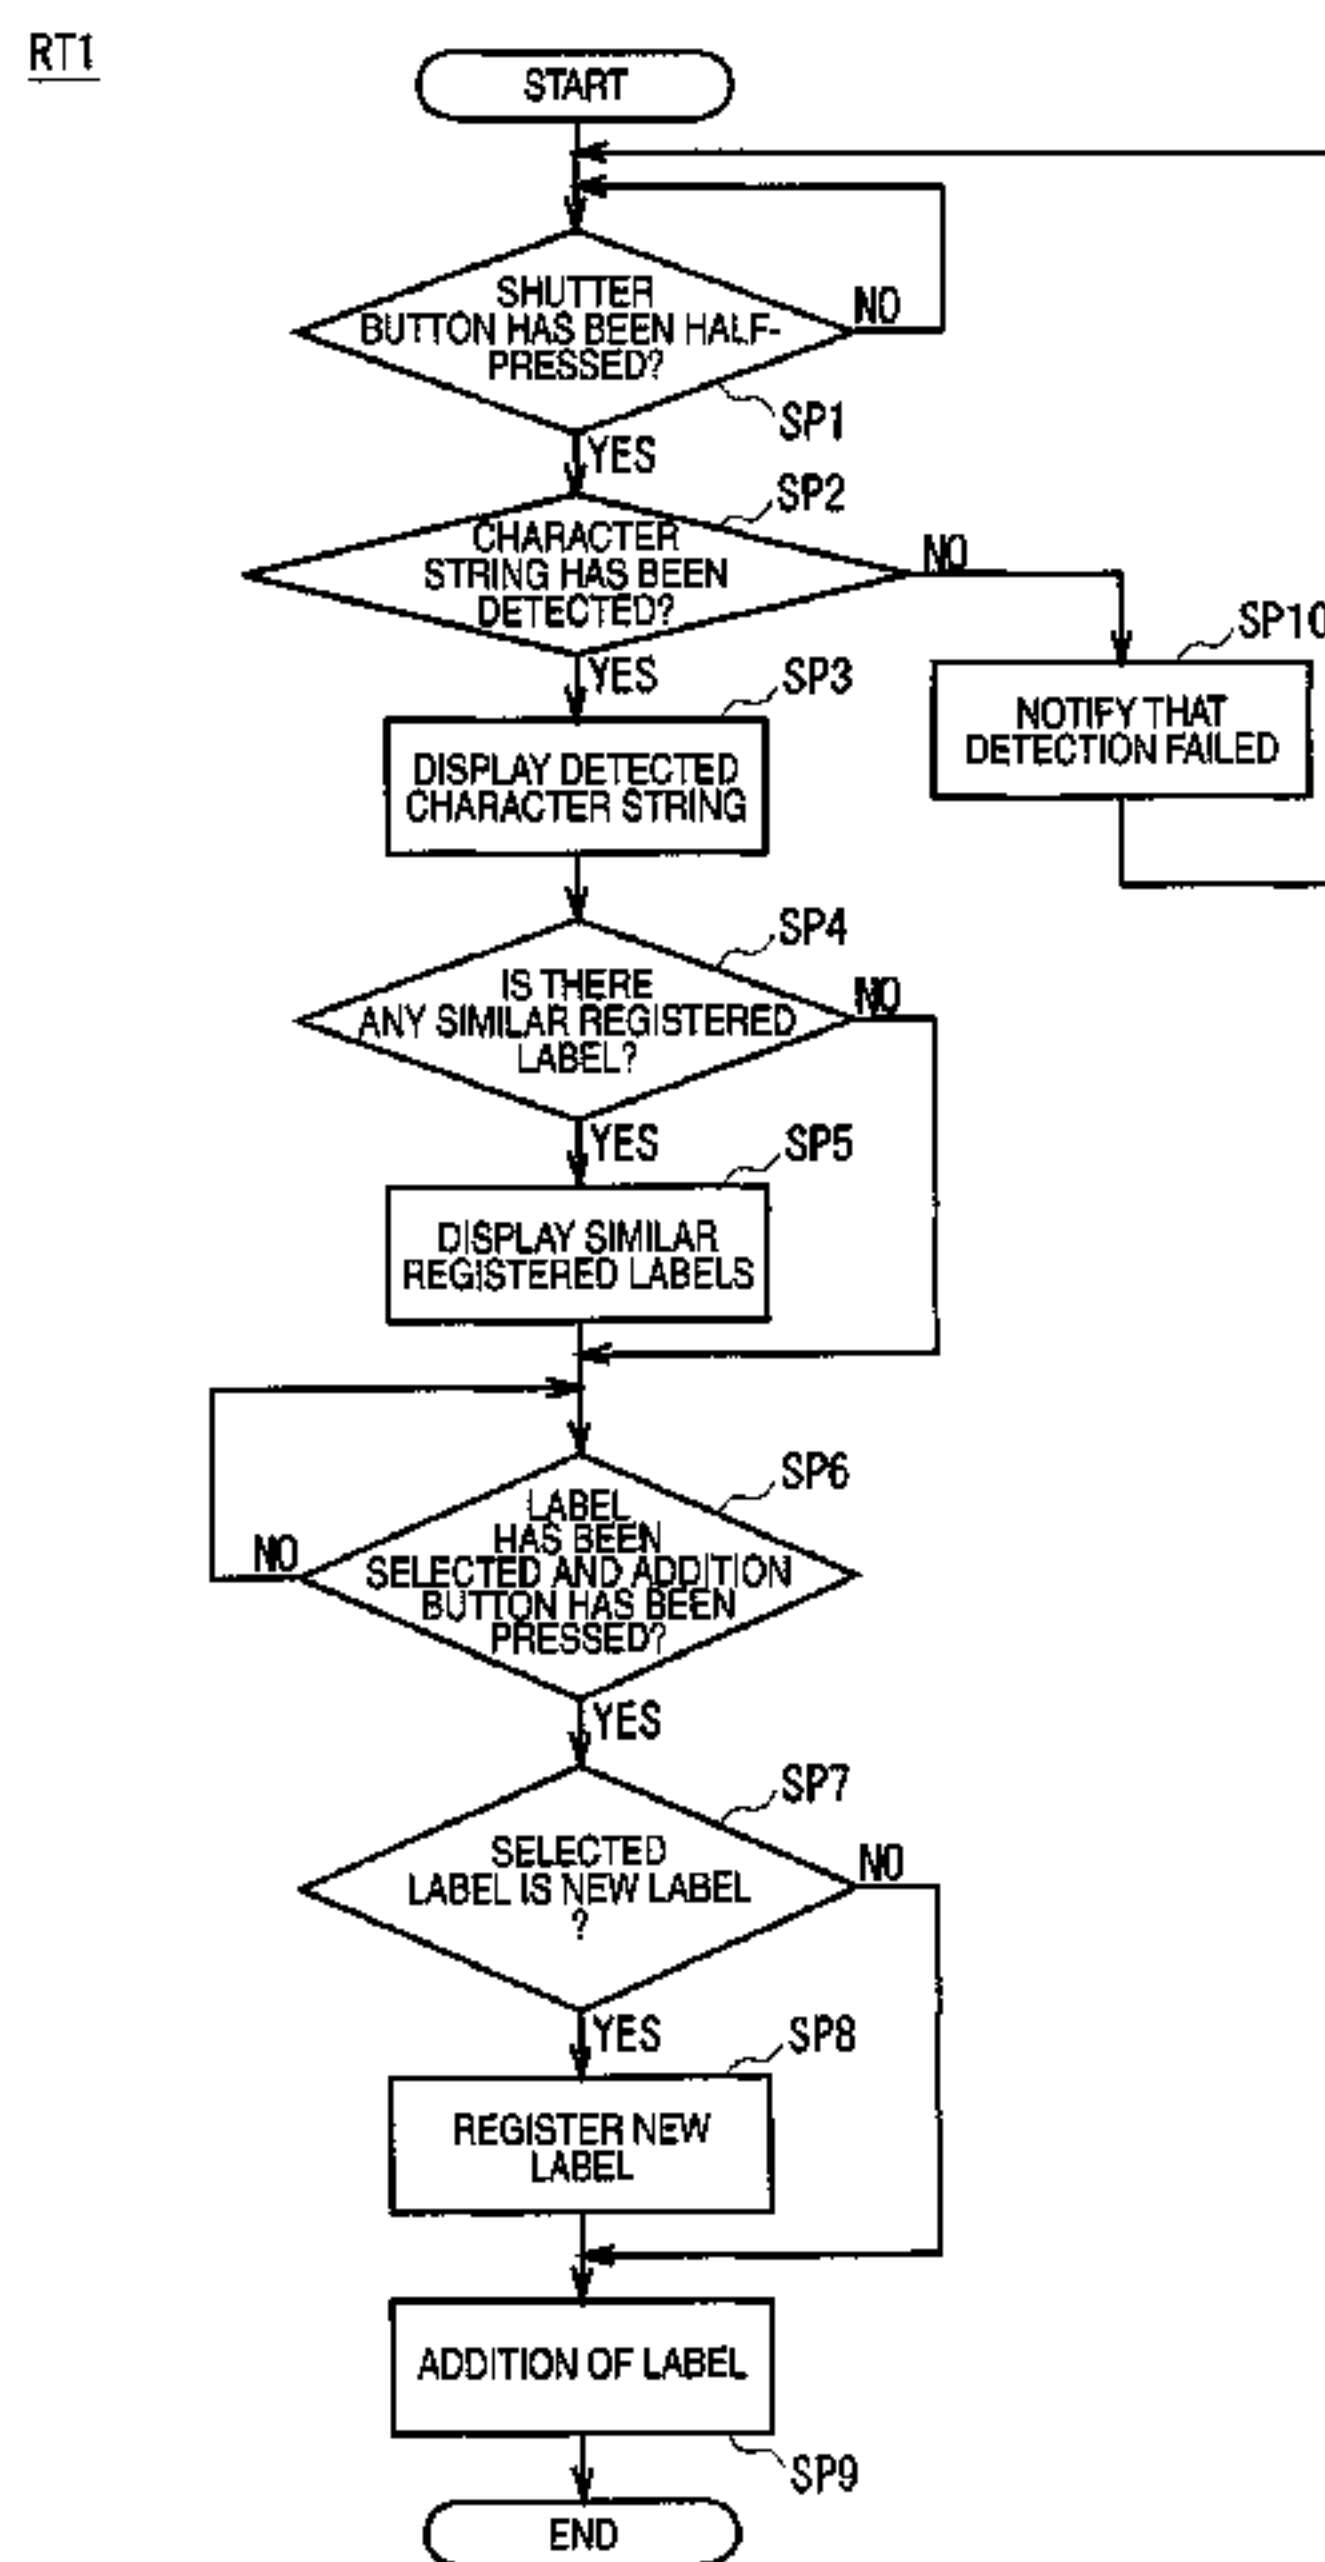 RT1
START
SHUTTER
BUTTON HAS BEEN HALF-
PRESSED?
NO
SP1
YES
SP2
CHARACTER
STRING HAS BEEN
DETECTED?
NO
SP10
YES
SP3
NOTIFY THAT
DETECTION FAILED
DISPLAY DETECTED
CHARACTER STRING
SP4
IS THERE
ANY SIMILAR REGISTERED
LABEL?
NO
YES
SP5
DISPLAY SIMILAR
REGISTERED LABELS
SP6
LABEL
HAS BEEN
SELECTED AND ADDITION
BUTTON HAS BEEN
PRESSED?
NO
YES
SP7
SELECTED
LABEL IS NEW LABEL
?
NO
YES
SP8
REGISTER NEW
LABEL
ADDITION OF LABEL
SP9
END